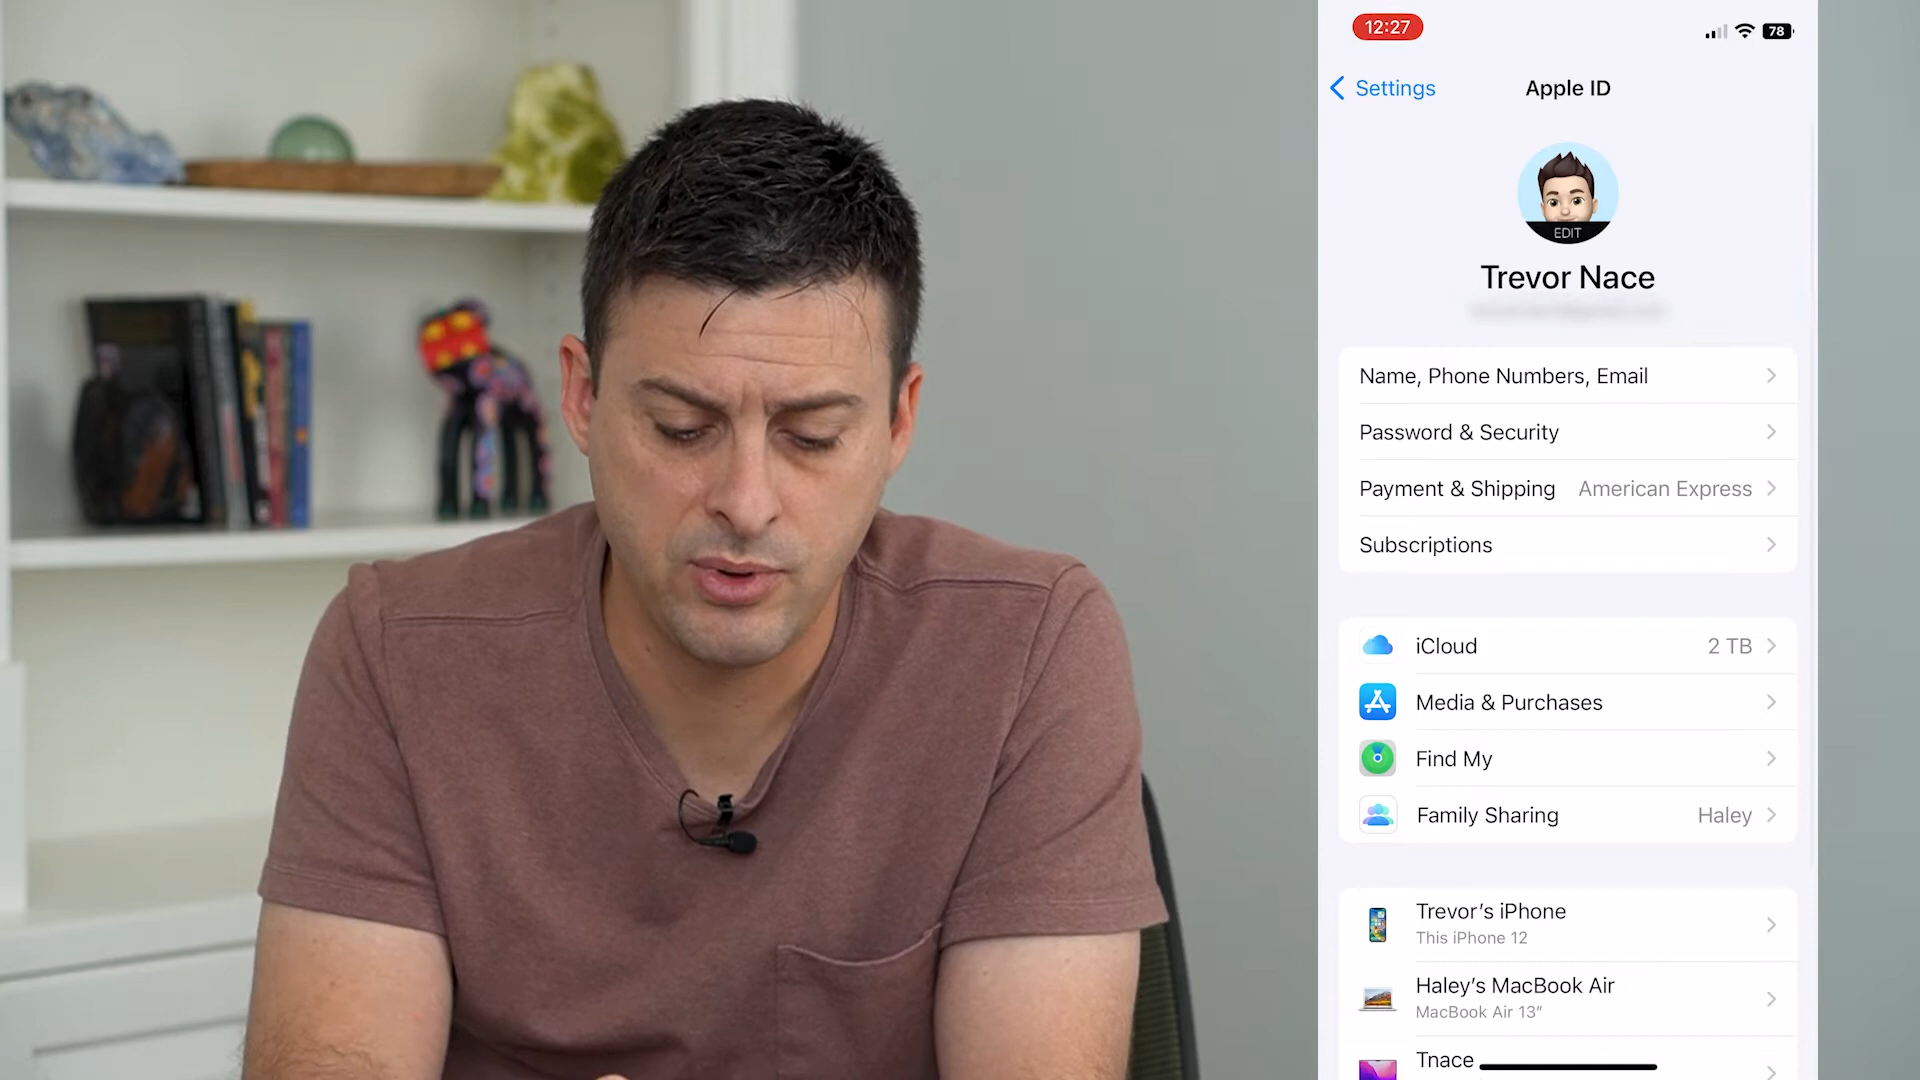 12:27
78
Settings
Apple ID
EDIT
Trevor Nace
Name, Phone Numbers, Email
Password & Security
Payment & Shipping American Express
Subscriptions
iCloud 2 TB
Media & Purchases
Find My
Family Sharing Haley
Trevor's iPhone
This iPhone 12
Haley's MacBook Air
MacBook Air 13"
Tnace